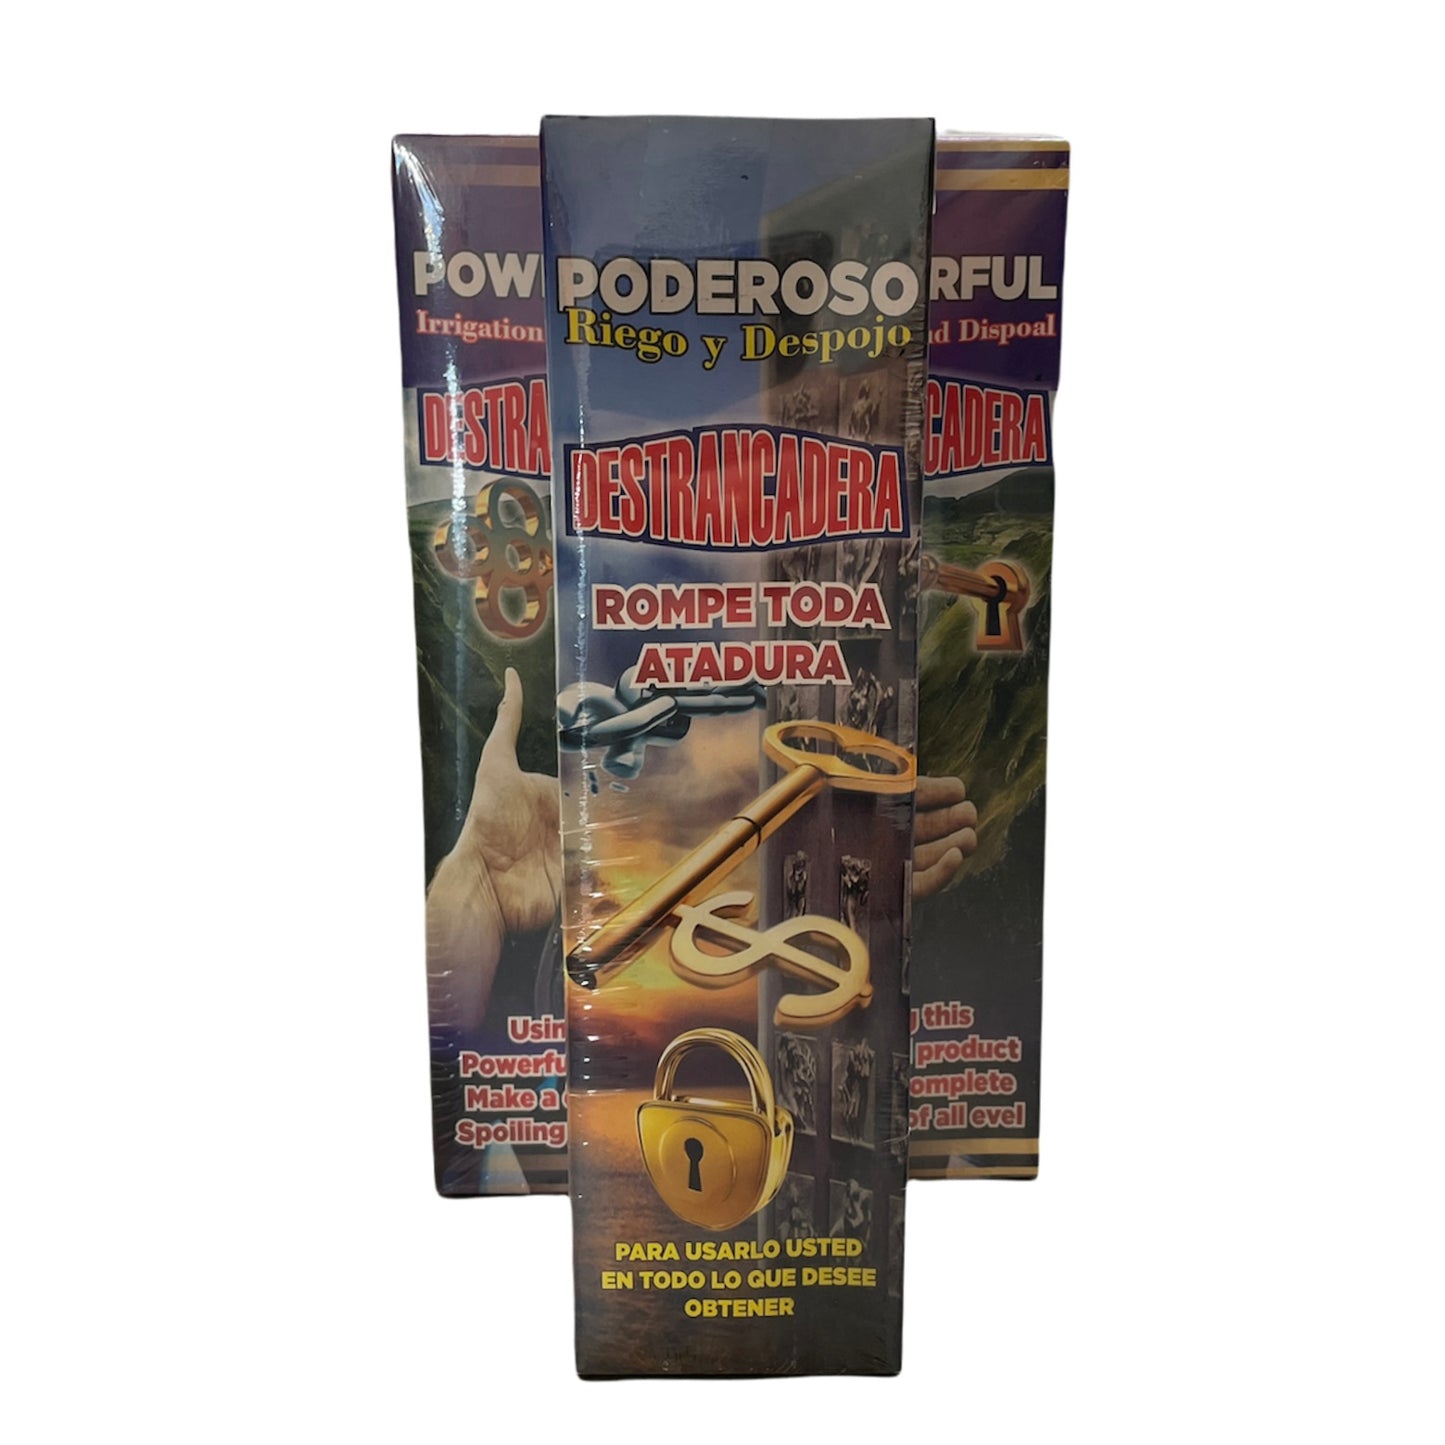 PODEROSO
Riego y Despojo
DESTRANCADERA
ROMPE TODA
ATADURA
PARA USARLO USTED
EN TODO LO QUE DESEE
OBTENER
POW
Irrigation
DESTRA
Usin
Powerfu
Make a
Spoiling
RFUL
nd Dispoal
CADERA
this
product
omplete
of all evel